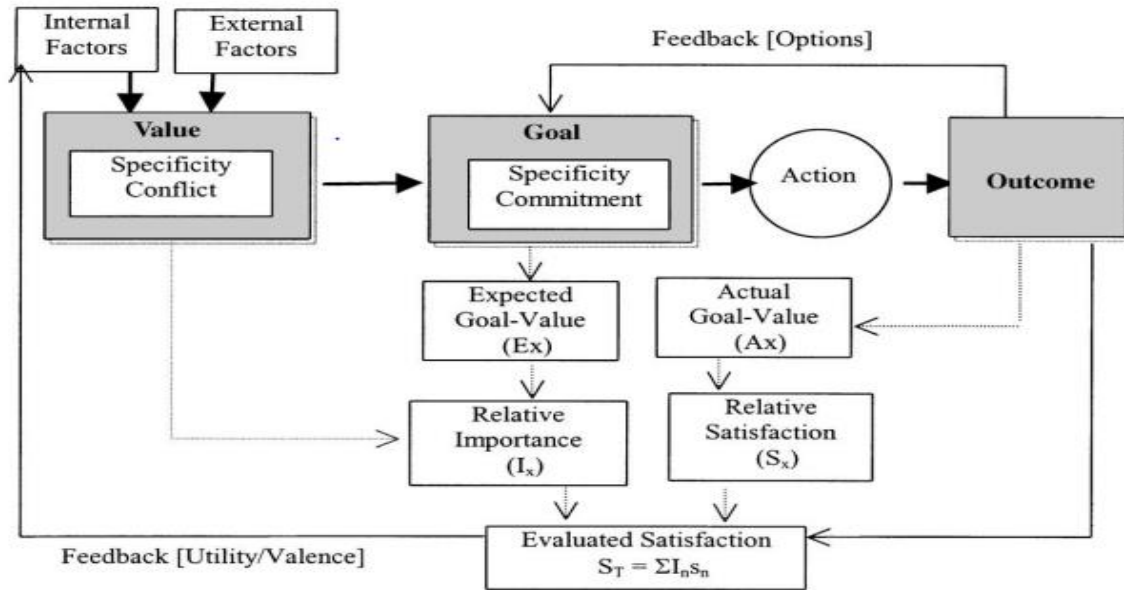 Internal
Factors
External
Factors
Feedback [Options]
Value
Specificity
Conflict
Goal
Specificity
Commitment
Action
Outcome
Expected
Goal-Value
(Ex)
Actual
Goal-Value
(Ax)
Relative
Importance
(Iₓ)
Relative
Satisfaction
(Sₓ)
Feedback [Utility/Valence]
Evaluated Satisfaction
S_T = ΣIₙsₙ